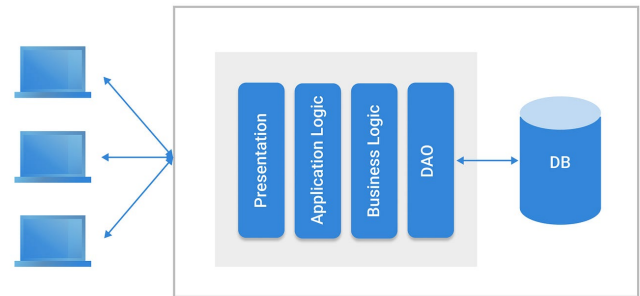 Presentation
Application Logic
Business Logic
DAO
DB